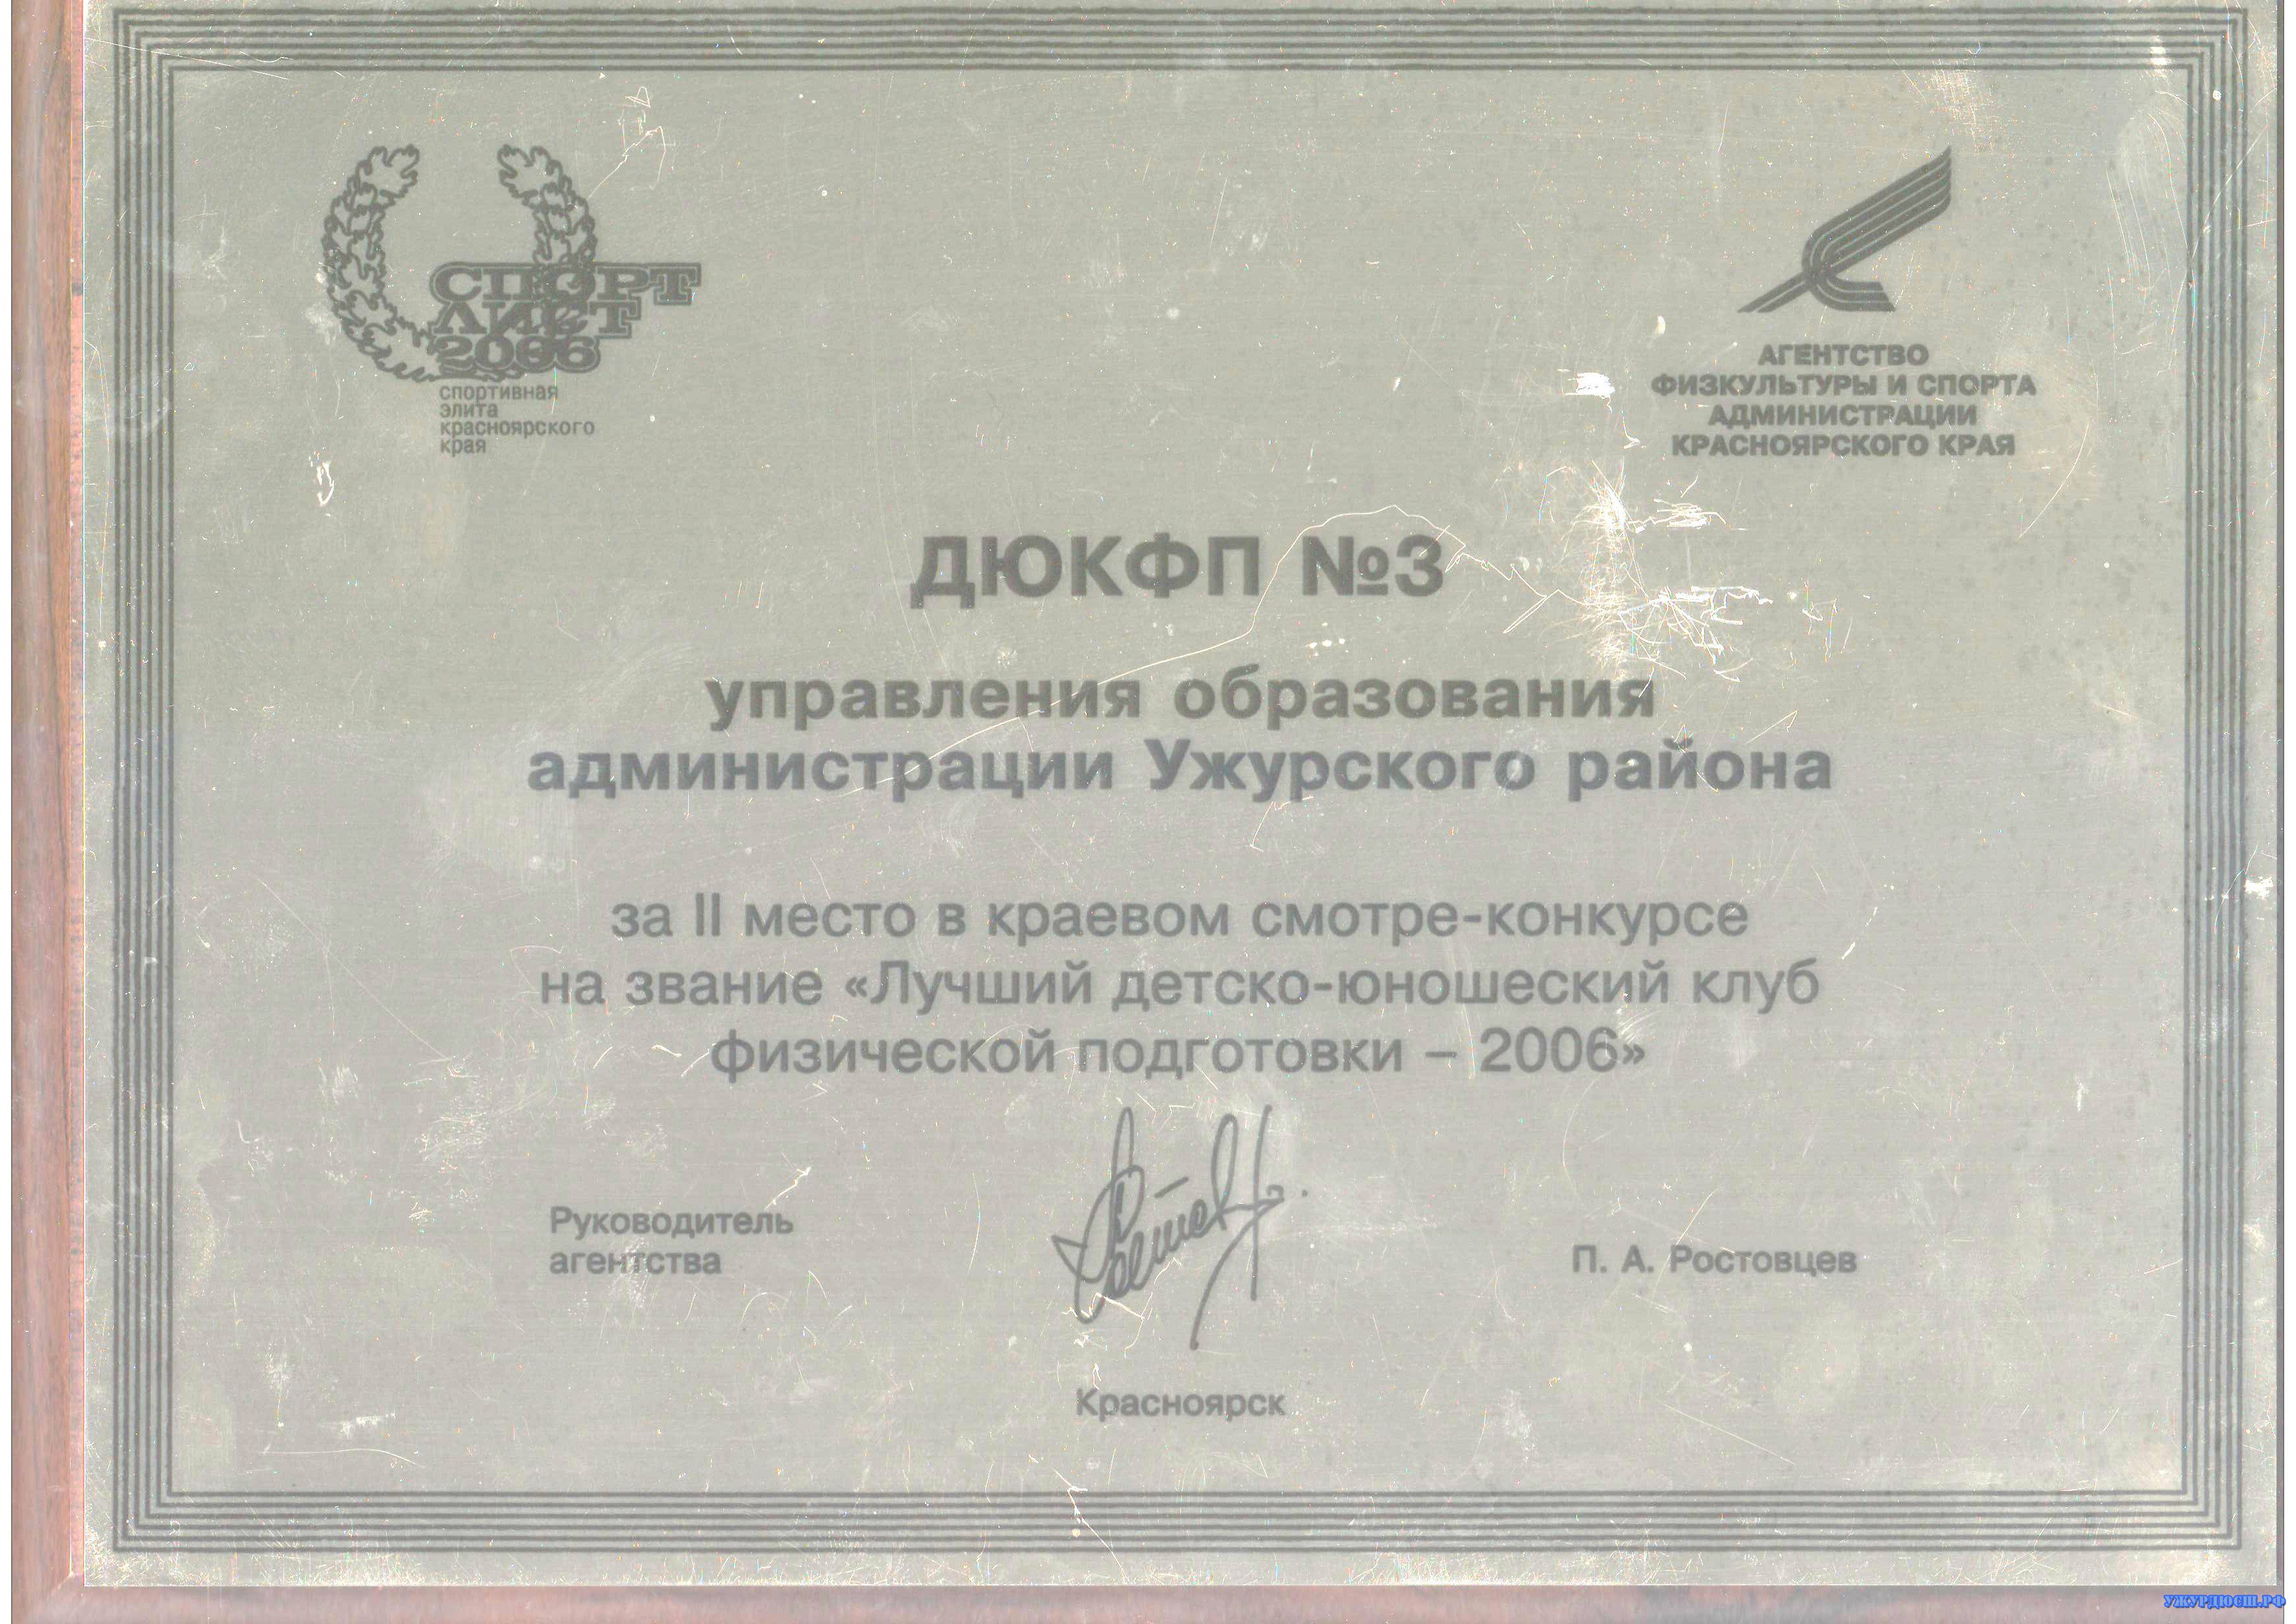 СПОРТ
ЛИСТ
2006
спортивная
элита
красноярского
края
АГЕНТСТВО
ФИЗКУЛЬТУРЫ И СПОРТА
АДМИНИСТРАЦИИ
КРАСНОЯРСКОГО КРАЯ
ДЮКФП №3
управления образования
администрации Ужурского района
за II место в краевом смотре-конкурсе
на звание «Лучший детско-юношеский клуб
физической подготовки – 2006»
Руководитель
агентства
П. А. Ростовцев
Красноярск
УЖУРДЮСШ.РФ